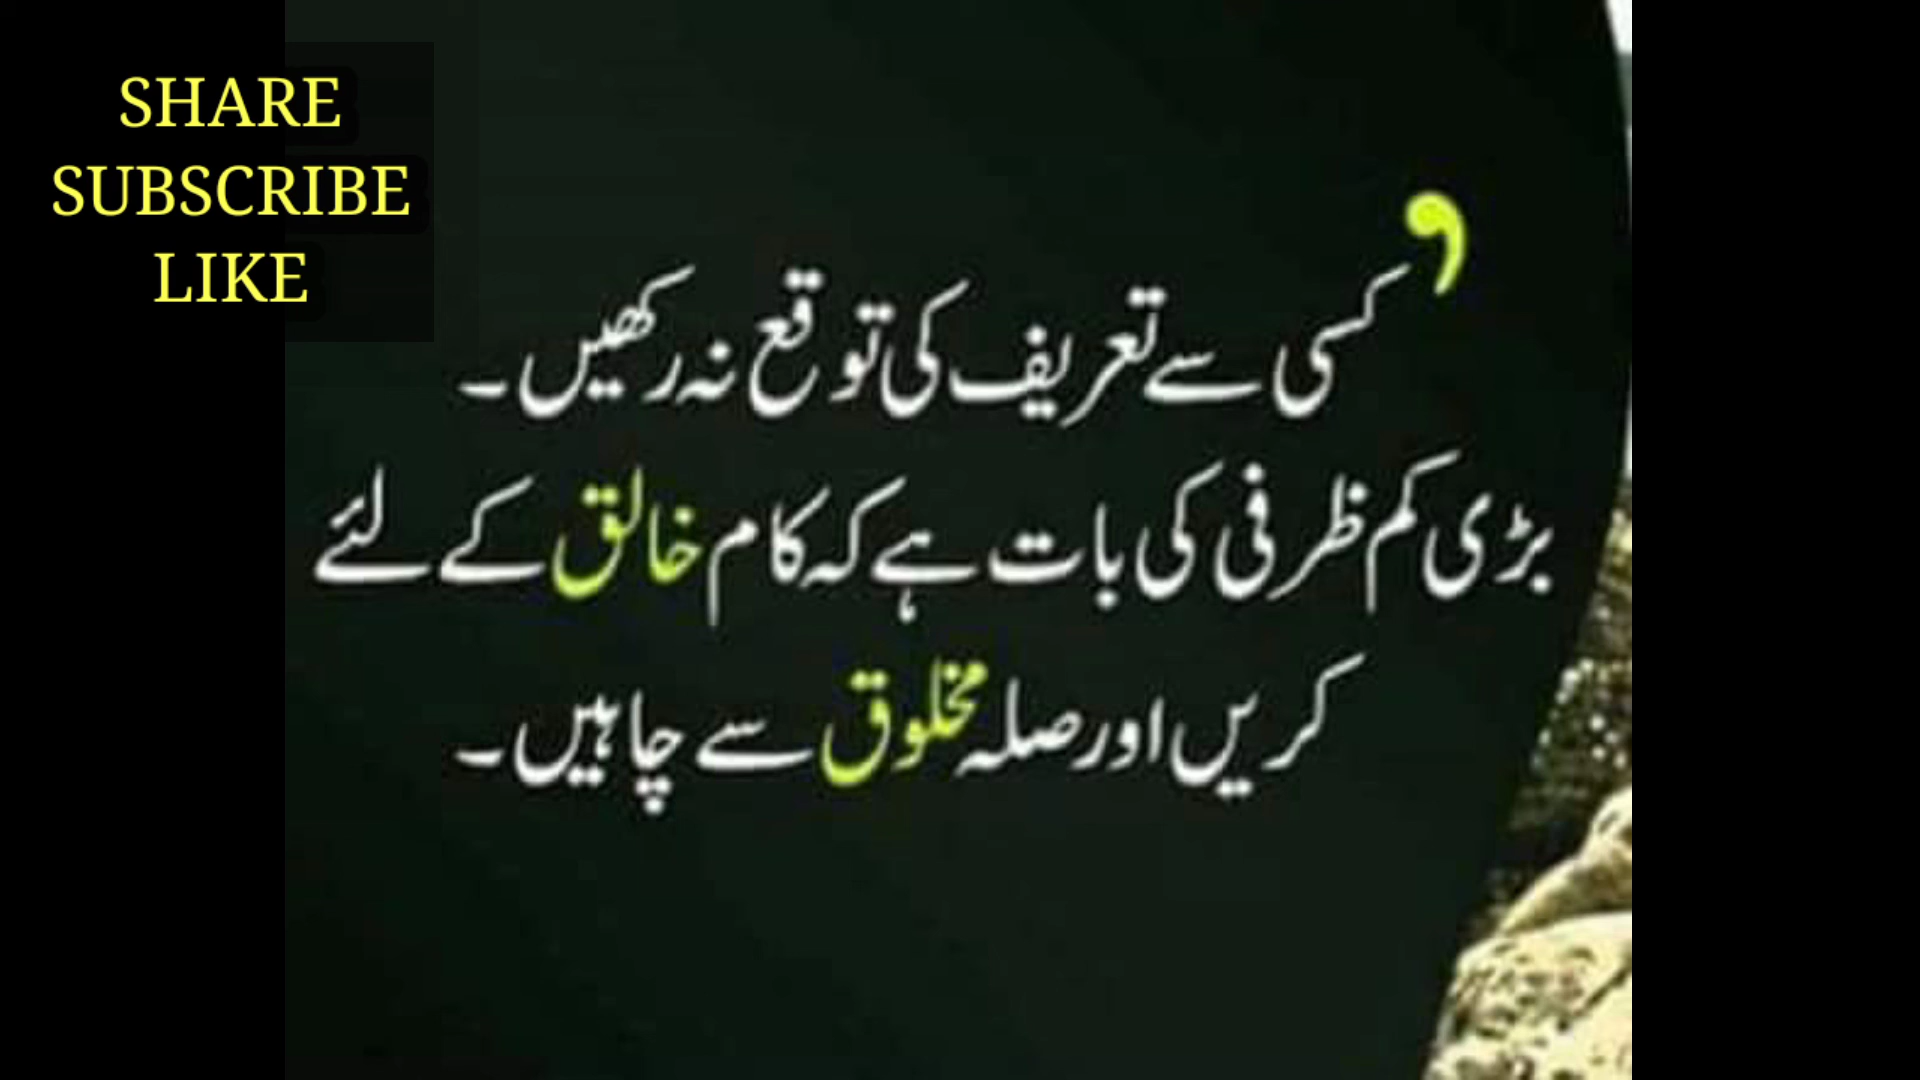 SHARE
SUBSCRIBE
LIKE
،
کسی سے تعریف کی توقع نہ رکھیں۔
بڑی کم ظرفی کی بات ہے کہ کام خالق کے لئے
کریں اور صلہ مخلوق سے چاہیں۔